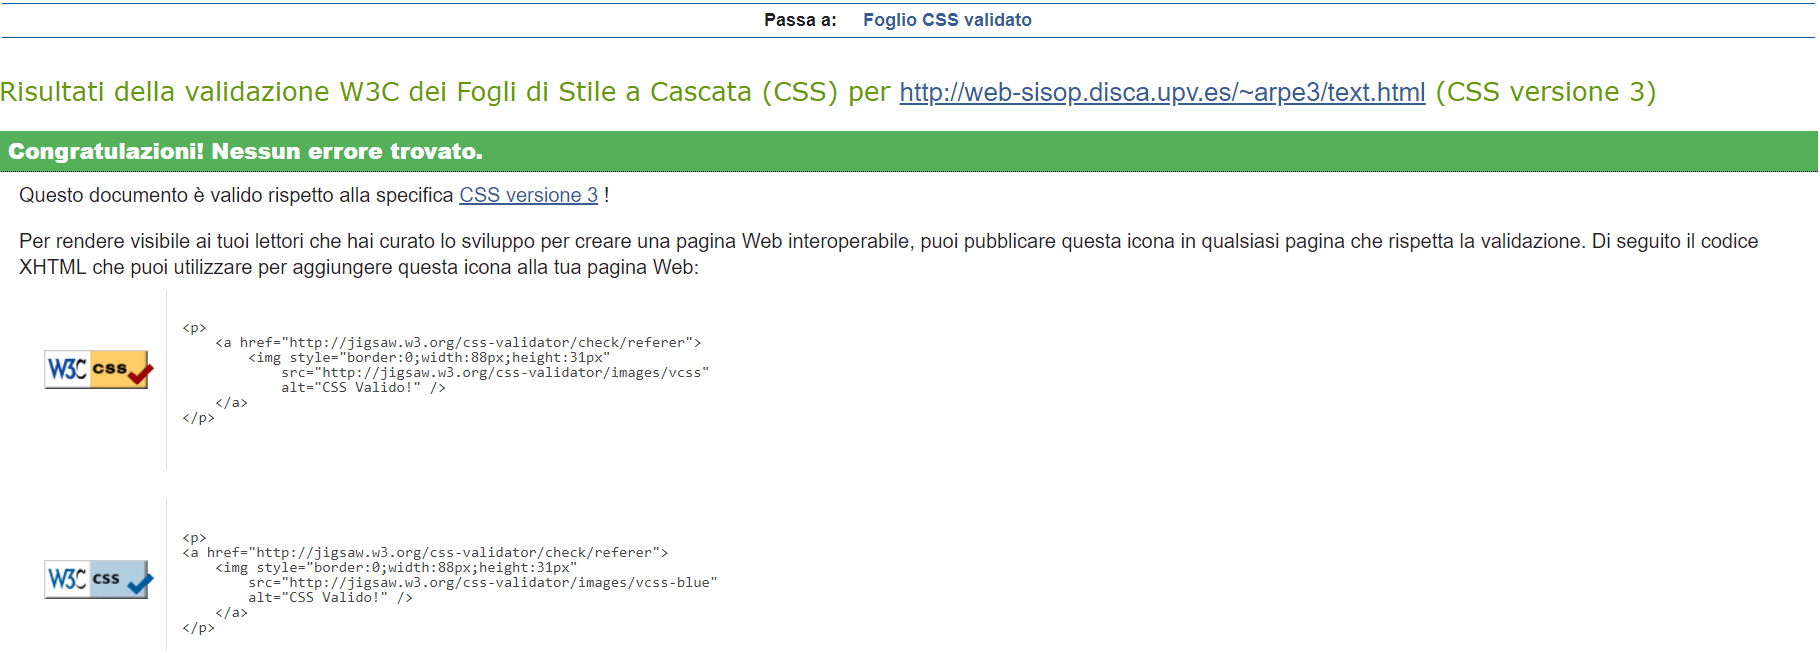 Passa a: Foglio CSS validato
Risultati della validazione W3C dei Fogli di Stile a Cascata (CSS) per http://web-sisop.disca.upv.es/~arpe3/text.html (CSS versione 3)
Congratulazioni! Nessun errore trovato.
Questo documento è valido rispetto alla specifica CSS versione 3 !
Per rendere visibile ai tuoi lettori che hai curato lo sviluppo per creare una pagina Web interoperabile, puoi pubblicare questa icona in qualsiasi pagina che rispetta la validazione. Di seguito il codice
XHTML che puoi utilizzare per aggiungere questa icona alla tua pagina Web:
W3C css
<p>
    <a href="http://jigsaw.w3.org/css-validator/check/referer">
        <img style="border:0;width:88px;height:31px"
            src="http://jigsaw.w3.org/css-validator/images/vcss"
            alt="CSS Valido!" />
    </a>
</p>
W3C css
<p>
<a href="http://jigsaw.w3.org/css-validator/check/referer">
    <img style="border:0;width:88px;height:31px"
        src="http://jigsaw.w3.org/css-validator/images/vcss-blue"
        alt="CSS Valido!" />
    </a>
</p>